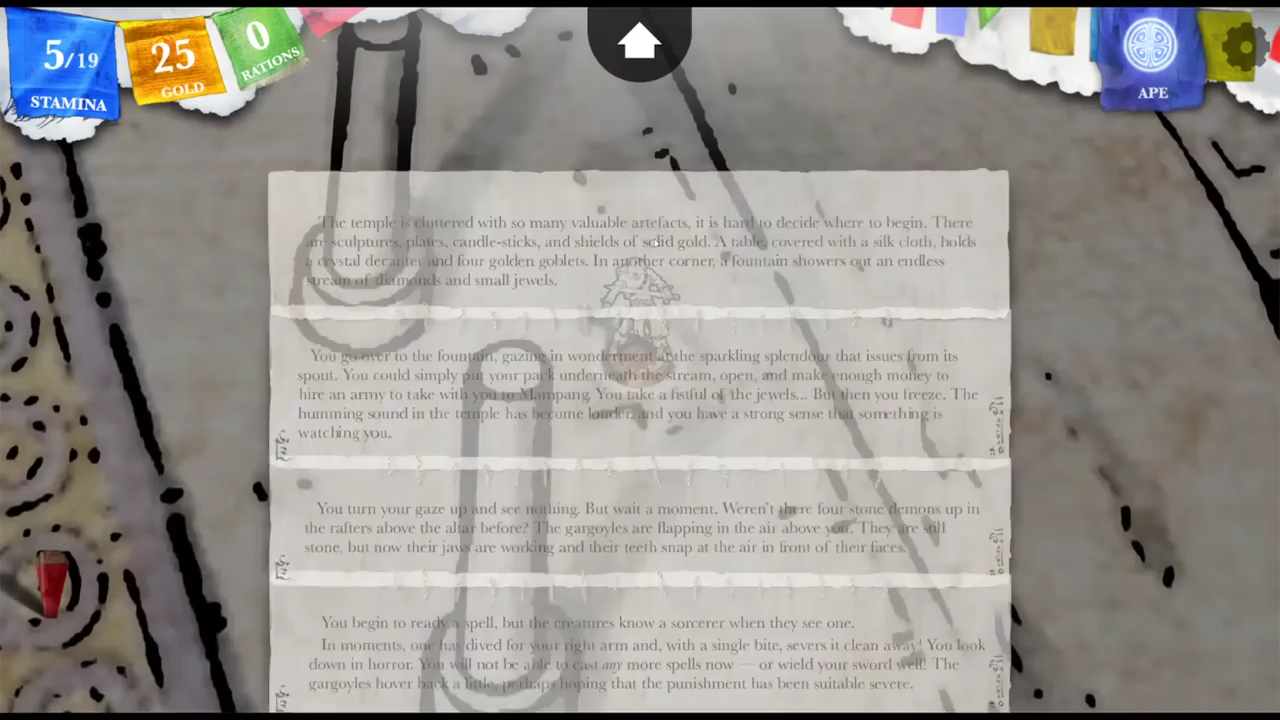 5/19
STAMINA
25
GOLD
0
RATIONS
APE
The temple is cluttered with so many valuable artefacts, it is hard to decide where to begin. There
are sculptures, plates, candle-sticks, and shields of solid gold. A table, covered with a silk cloth, holds
a crystal decanter and four golden goblets. In another corner, a fountain showers out an endless
stream of diamonds and small jewels.
You go over to the fountain, gazing in wonderment at the sparkling splendour that issues from its
spout. You could simply put your pack underneath the stream, open, and make enough money to
hire an army to take with you to Mampang. You take a fistful of the jewels... But then you freeze. The
humming sound in the temple has become louder, and you have a strong sense that something is
watching you.
You turn your gaze up and see nothing. But wait a moment. Weren't there four stone demons up in
the rafters above the altar before? The gargoyles are flapping in the air above you. They are still
stone, but now their jaws are working and their teeth snap at the air in front of their faces.
You begin to ready a spell, but the creatures know a sorcerer when they see one.
In moments, one has dived for your right arm and, with a single bite, severs it clean away! You look
down in horror. You will not be able to cast any more spells now — or wield your sword well! The
gargoyles hover back a little, perhaps hoping that the punishment has been suitable severe.